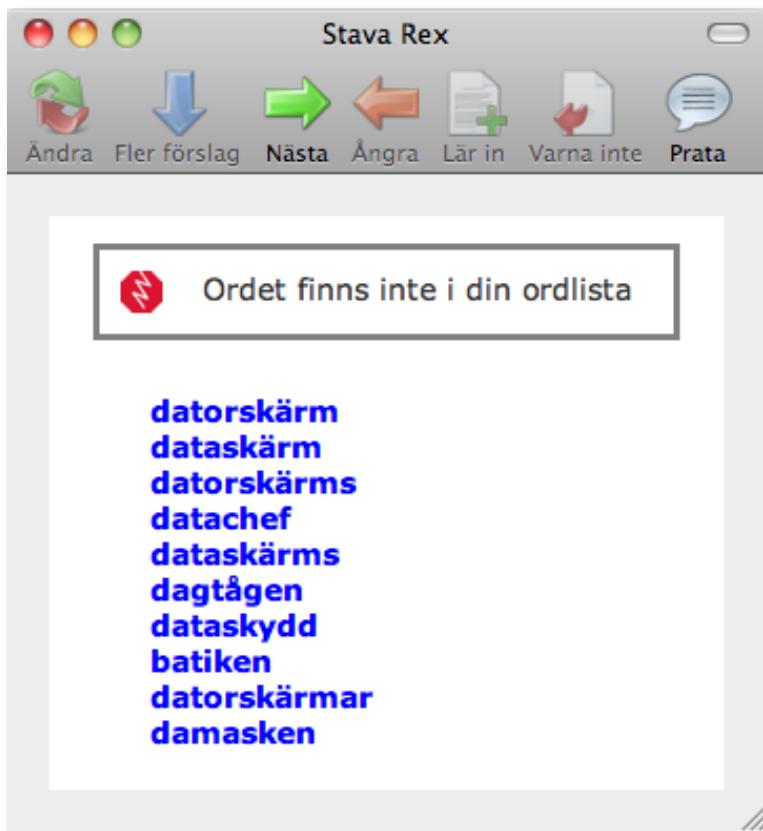 Stava Rex
Ändra Fler förslag Nästa Ångra Lär in Varna inte Prata
Ordet finns inte i din ordlista
datorskärm
dataskärm
datorskärms
datachef
dataskärms
dagtågen
dataskydd
batiken
datorskärmar
damasken